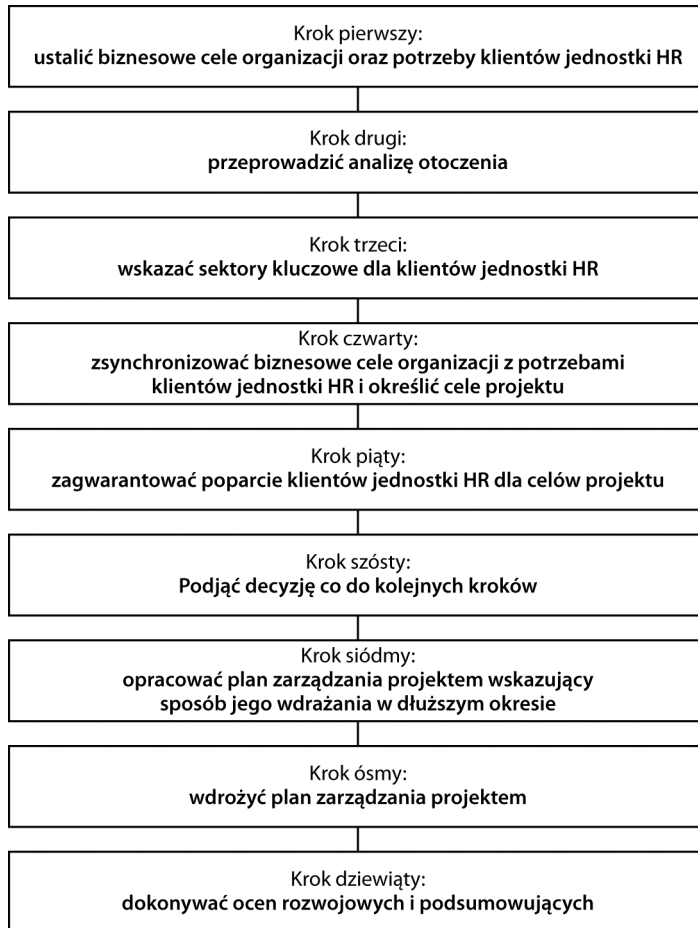 Krok pierwszy:
ustalić biznesowe cele organizacji oraz potrzeby klientów jednostki HR
Krok drugi:
przeprowadzić analizę otoczenia
Krok trzeci:
wskazać sektory kluczowe dla klientów jednostki HR
Krok czwarty:
zsynchronizować biznesowe cele organizacji z potrzebami
klientów jednostki HR i określić cele projektu
Krok piąty:
zagwarantować poparcie klientów jednostki HR dla celów projektu
Krok szósty:
Podjąć decyzję co do kolejnych kroków
Krok siódmy:
opracować plan zarządzania projektem wskazujący
sposób jego wdrażania w dłuższym okresie
Krok ósmy:
wdrożyć plan zarządzania projektem
Krok dziewiąty:
dokonywać ocen rozwojowych i podsumowujących